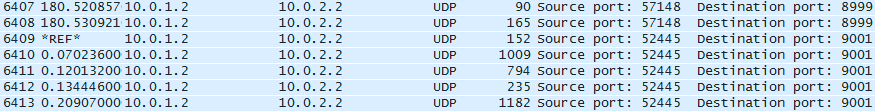 6407 180.520857 10.0.1.2 10.0.2.2 UDP 90 Source port: 57148 Destination port: 8999
6408 180.530921 10.0.1.2 10.0.2.2 UDP 165 Source port: 57148 Destination port: 8999
6409 *REF* 10.0.1.2 10.0.2.2 UDP 152 Source port: 52445 Destination port: 9001
6410 0.07023600 10.0.1.2 10.0.2.2 UDP 1009 Source port: 52445 Destination port: 9001
6411 0.12013200 10.0.1.2 10.0.2.2 UDP 794 Source port: 52445 Destination port: 9001
6412 0.13444600 10.0.1.2 10.0.2.2 UDP 235 Source port: 52445 Destination port: 9001
6413 0.20907000 10.0.1.2 10.0.2.2 UDP 1182 Source port: 52445 Destination port: 9001